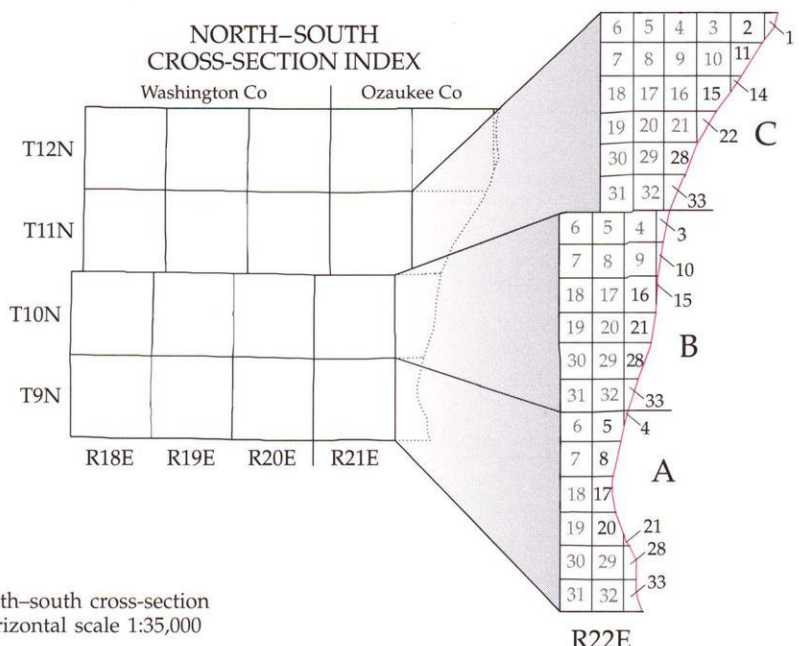 NORTH–SOUTH
CROSS-SECTION INDEX
Washington Co Ozaukee Co
T12N
T11N
T10N
T9N
R18E R19E R20E R21E
6 5 4 3 2 1
7 8 9 10 11
18 17 16 15 14
19 20 21 22 C
30 29 28
31 32 33
6 5 4 3
7 8 9 10
18 17 16 15
19 20 21 B
30 29 28
31 32 33
6 5 4
7 8 A
18 17
19 20 21
30 29 28
31 32 33
R22E
th–south cross-section
rizontal scale 1:35,000